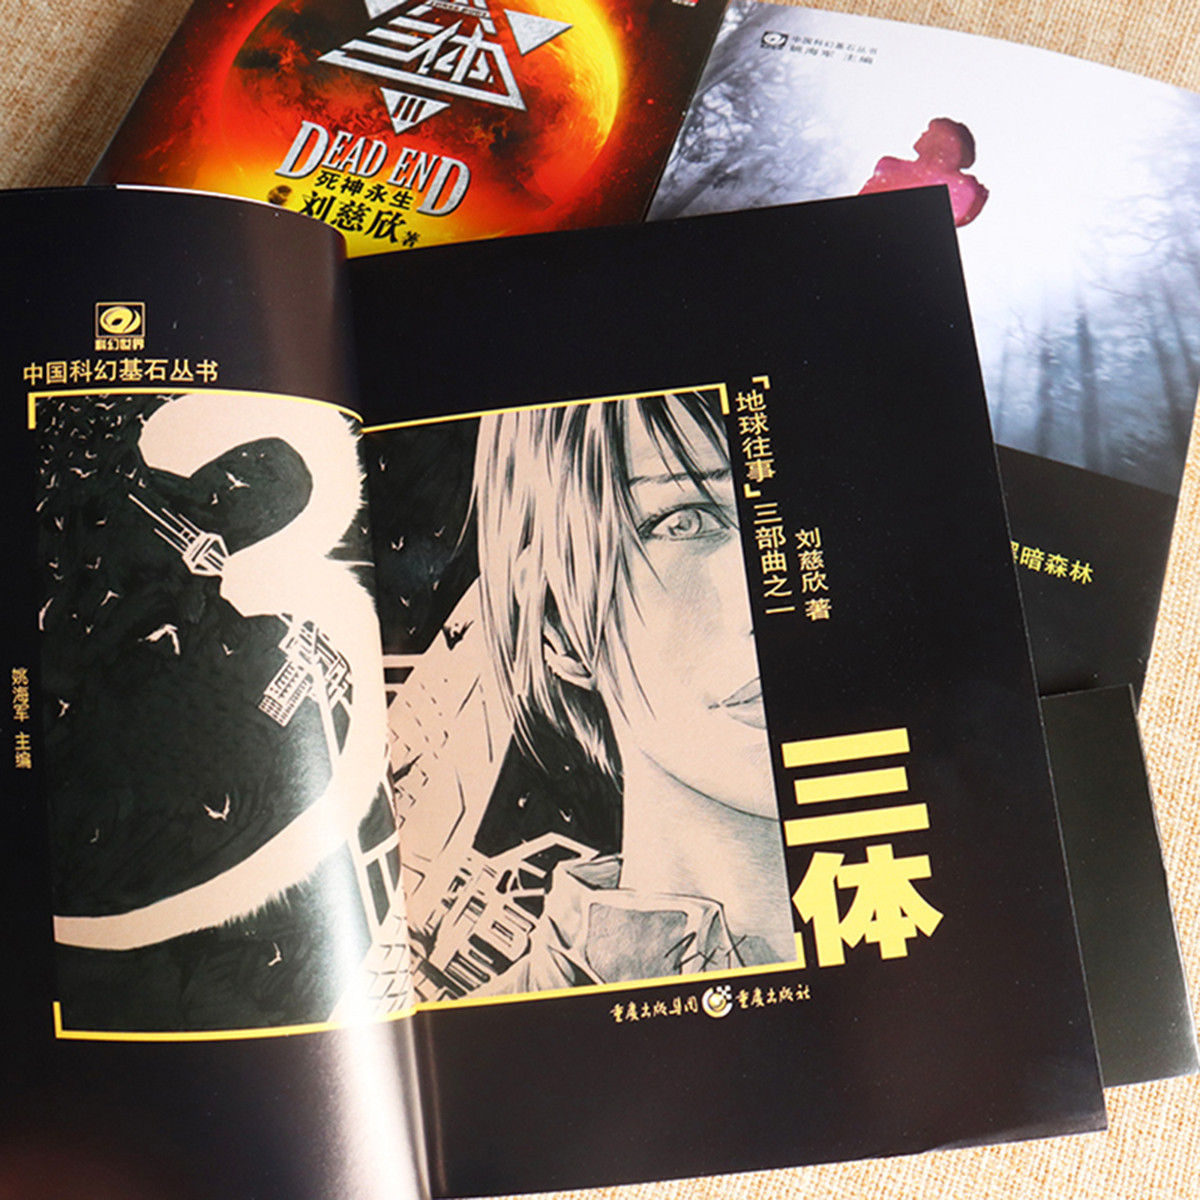 三体
III
DEAD END
死神永生
刘慈欣 著
中国科幻基石丛书
姚海军 主编
暗森林
科幻世界
中国科幻基石丛书
姚海军 主编
「地球往事」三部曲之一
刘慈欣 著
三体
重庆出版集团 重庆出版社